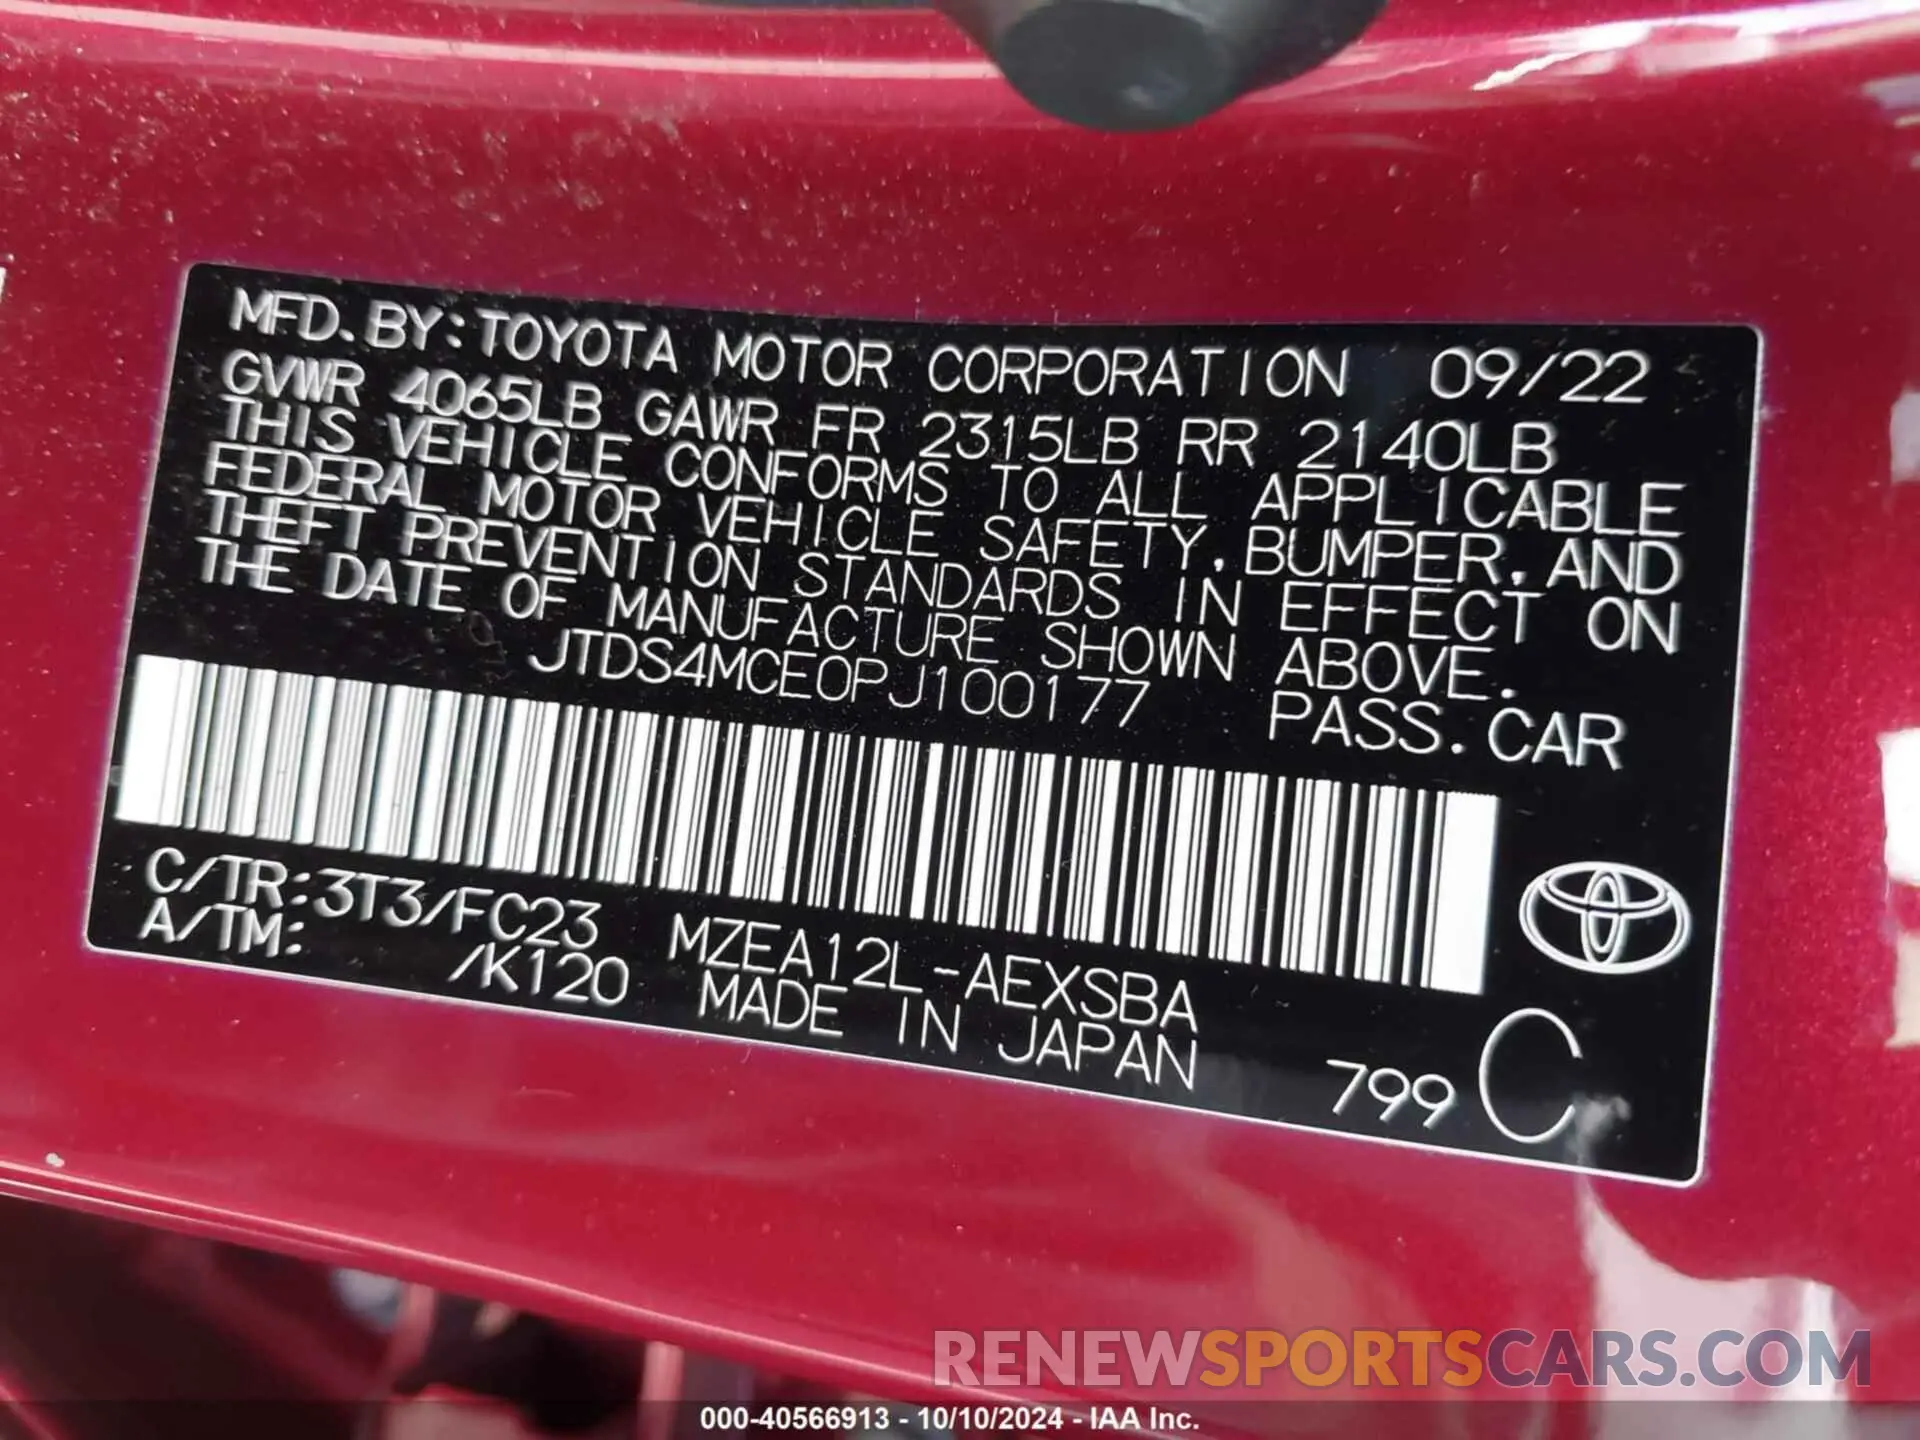 MFD.BY:TOYOTA MOTOR CORPORATION 09/22
GVWR 4065LB GAWR FR 2315LB RR 2140LB
THIS VEHICLE CONFORMS TO ALL APPLICABLE
FEDERAL MOTOR VEHICLE SAFETY,BUMPER,AND
THEFT PREVENTION STANDARDS IN EFFECT ON
THE DATE OF MANUFACTURE SHOWN ABOVE.
JTDS4MCE0PJ100177 PASS.CAR
C/TR:3T3/FC23 MZEA12L-AEXSBA
A/TM: /K120 MADE IN JAPAN 799 C
RENEWSPORTSCARS.COM
000-40566913 - 10/10/2024 - IAA Inc.